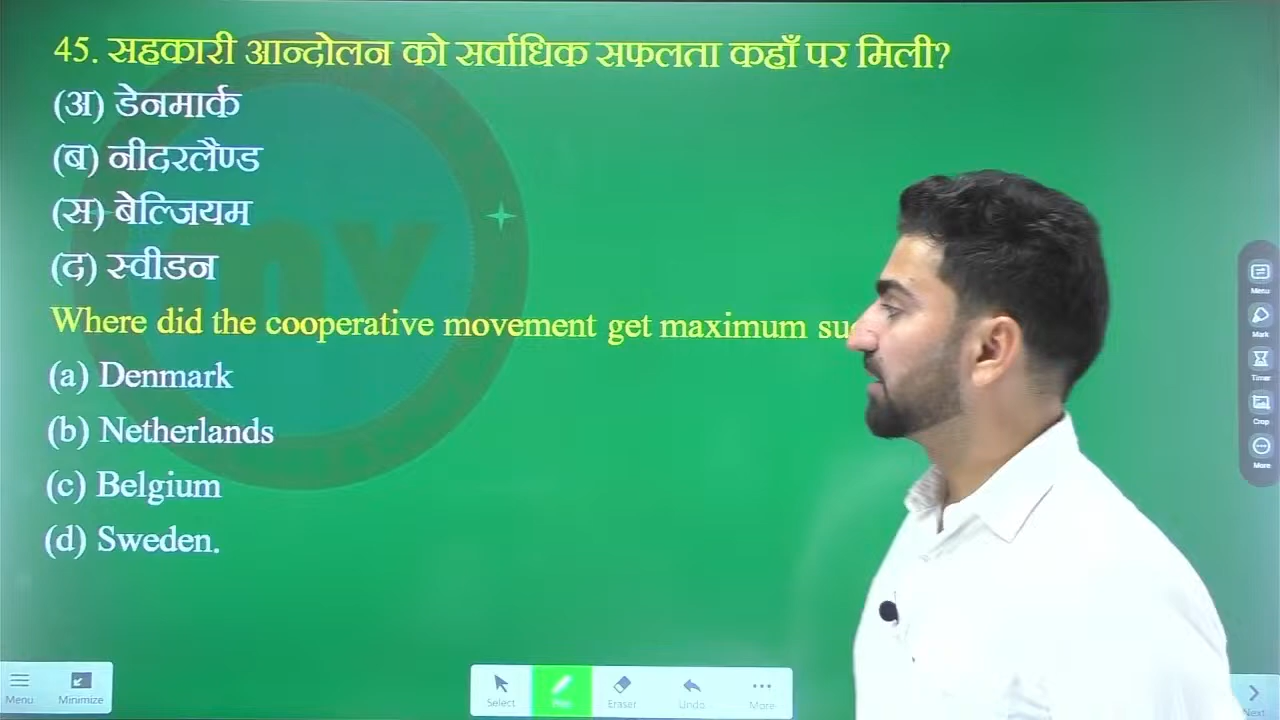 45. सहकारी आन्दोलन को सर्वाधिक सफलता कहाँ पर मिली?
(अ) डेनमार्क
(ब) नीदरलैण्ड
(स) बेल्जियम
(द) स्वीडन
Where did the cooperative movement get maximum
(a) Denmark
(b) Netherlands
(c) Belgium
(d) Sweden.
Menu
Mark
Timer
Crop
More
Menu Minimize Select Pen Eraser Undo More Next